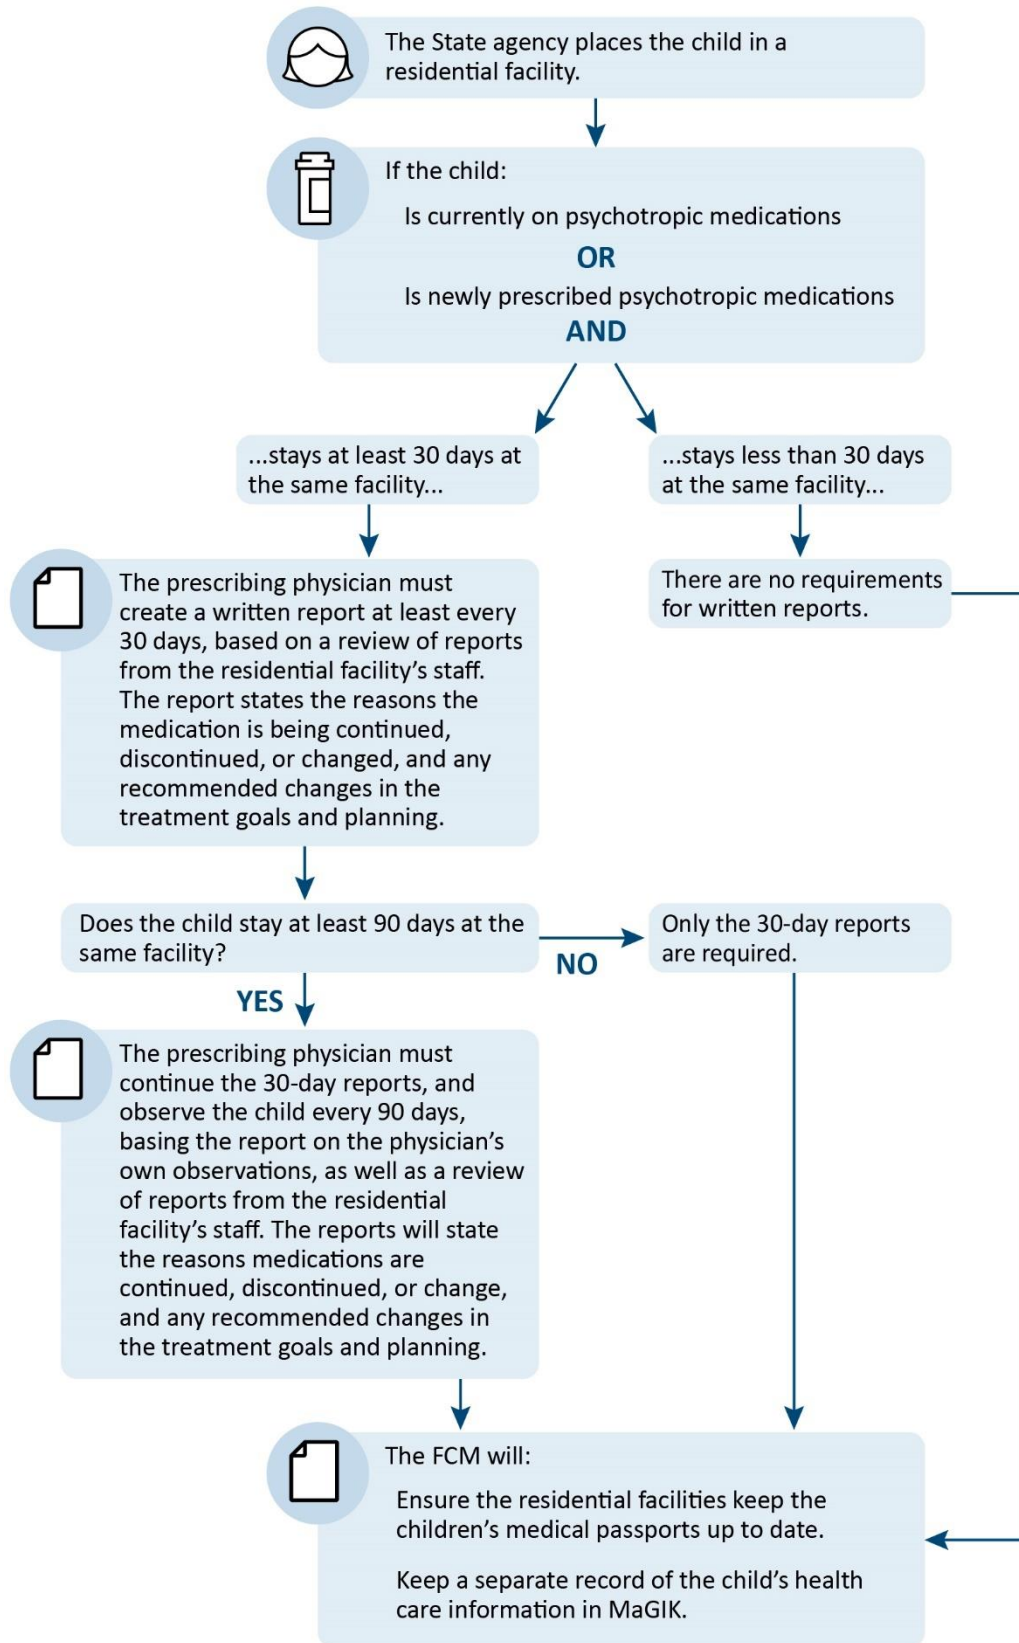 The State agency places the child in a
residential facility.
If the child:
Is currently on psychotropic medications
OR
Is newly prescribed psychotropic medications
AND
...stays at least 30 days at
the same facility...
...stays less than 30 days
at the same facility...
The prescribing physician must
create a written report at least every
30 days, based on a review of reports
from the residential facility's staff.
The report states the reasons the
medication is being continued,
discontinued, or changed, and any
recommended changes in the
treatment goals and planning.
There are no requirements
for written reports.
Does the child stay at least 90 days at the
same facility?
NO
Only the 30-day reports
are required.
YES
The prescribing physician must
continue the 30-day reports, and
observe the child every 90 days,
basing the report on the physician's
own observations, as well as a review
of reports from the residential
facility's staff. The reports will state
the reasons medications are
continued, discontinued, or change,
and any recommended changes in
the treatment goals and planning.
The FCM will:
Ensure the residential facilities keep the
children's medical passports up to date.
Keep a separate record of the child's health
care information in MaGIK.